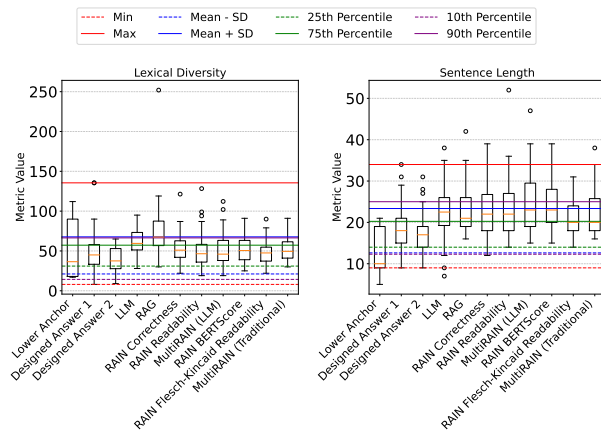 Min
Max
Mean - SD
Mean + SD
25th Percentile
75th Percentile
10th Percentile
90th Percentile
Lexical Diversity
Metric Value
250
200
150
100
50
0
Lower Anchor
Designed Answer 1
Designed Answer 2
LLM
RAG
RAIN Correctness
RAIN Readability
MultiRAIN (LLM)
RAIN BERTScore
RAIN Flesch-Kincaid Readability
MultiRAIN (Traditional)
Sentence Length
Metric Value
50
40
30
20
10
Lower Anchor
Designed Answer 1
Designed Answer 2
LLM
RAG
RAIN Correctness
RAIN Readability
MultiRAIN (LLM)
RAIN BERTScore
RAIN Flesch-Kincaid Readability
MultiRAIN (Traditional)